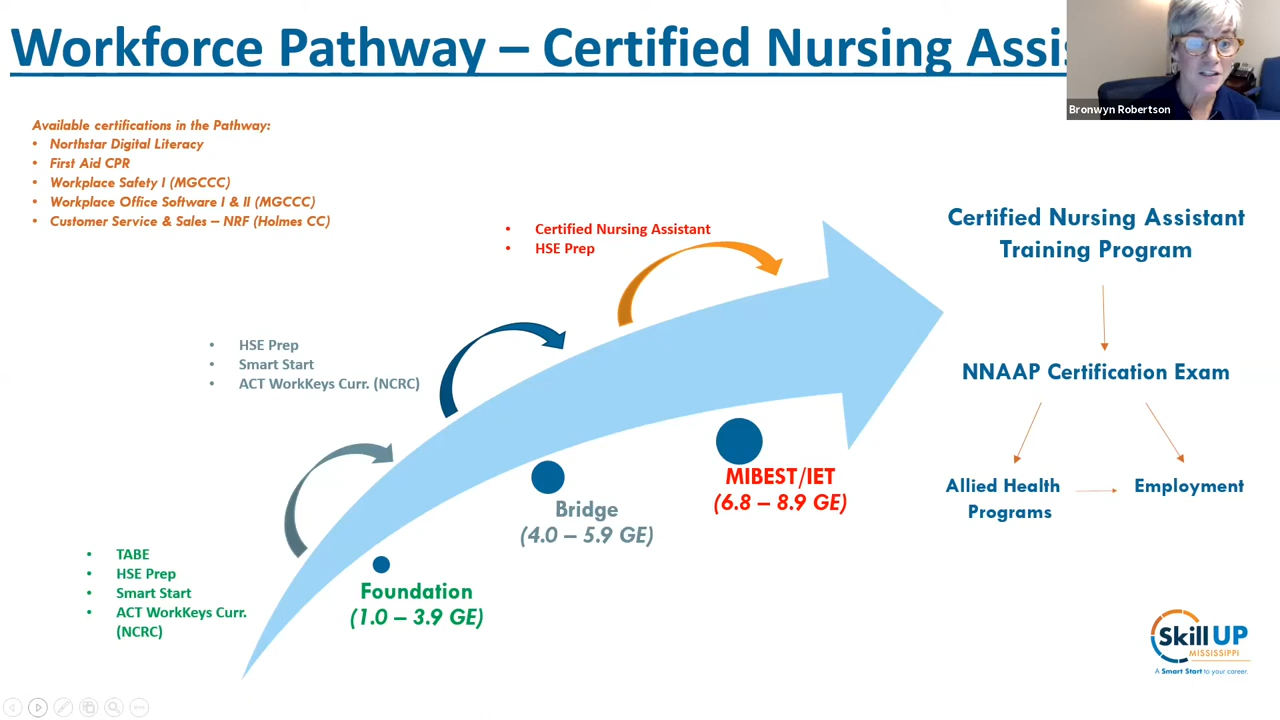 Workforce Pathway – Certified Nursing Assis
Bronwyn Robertson
Available certifications in the Pathway:
• Northstar Digital Literacy
• First Aid CPR
• Workplace Safety I (MGCCC)
• Workplace Office Software I & II (MGCCC)
• Customer Service & Sales – NRF (Holmes CC)
• Certified Nursing Assistant
• HSE Prep
• HSE Prep
• Smart Start
• ACT WorkKeys Curr. (NCRC)
• TABE
• HSE Prep
• Smart Start
• ACT WorkKeys Curr.
(NCRC)
Foundation
(1.0 – 3.9 GE)
Bridge
(4.0 – 5.9 GE)
MIBEST/IET
(6.8 – 8.9 GE)
Certified Nursing Assistant
Training Program
NNAAP Certification Exam
Allied Health
Programs
Employment
Skill UP
MISSISSIPPI
A Smart Start to your career.